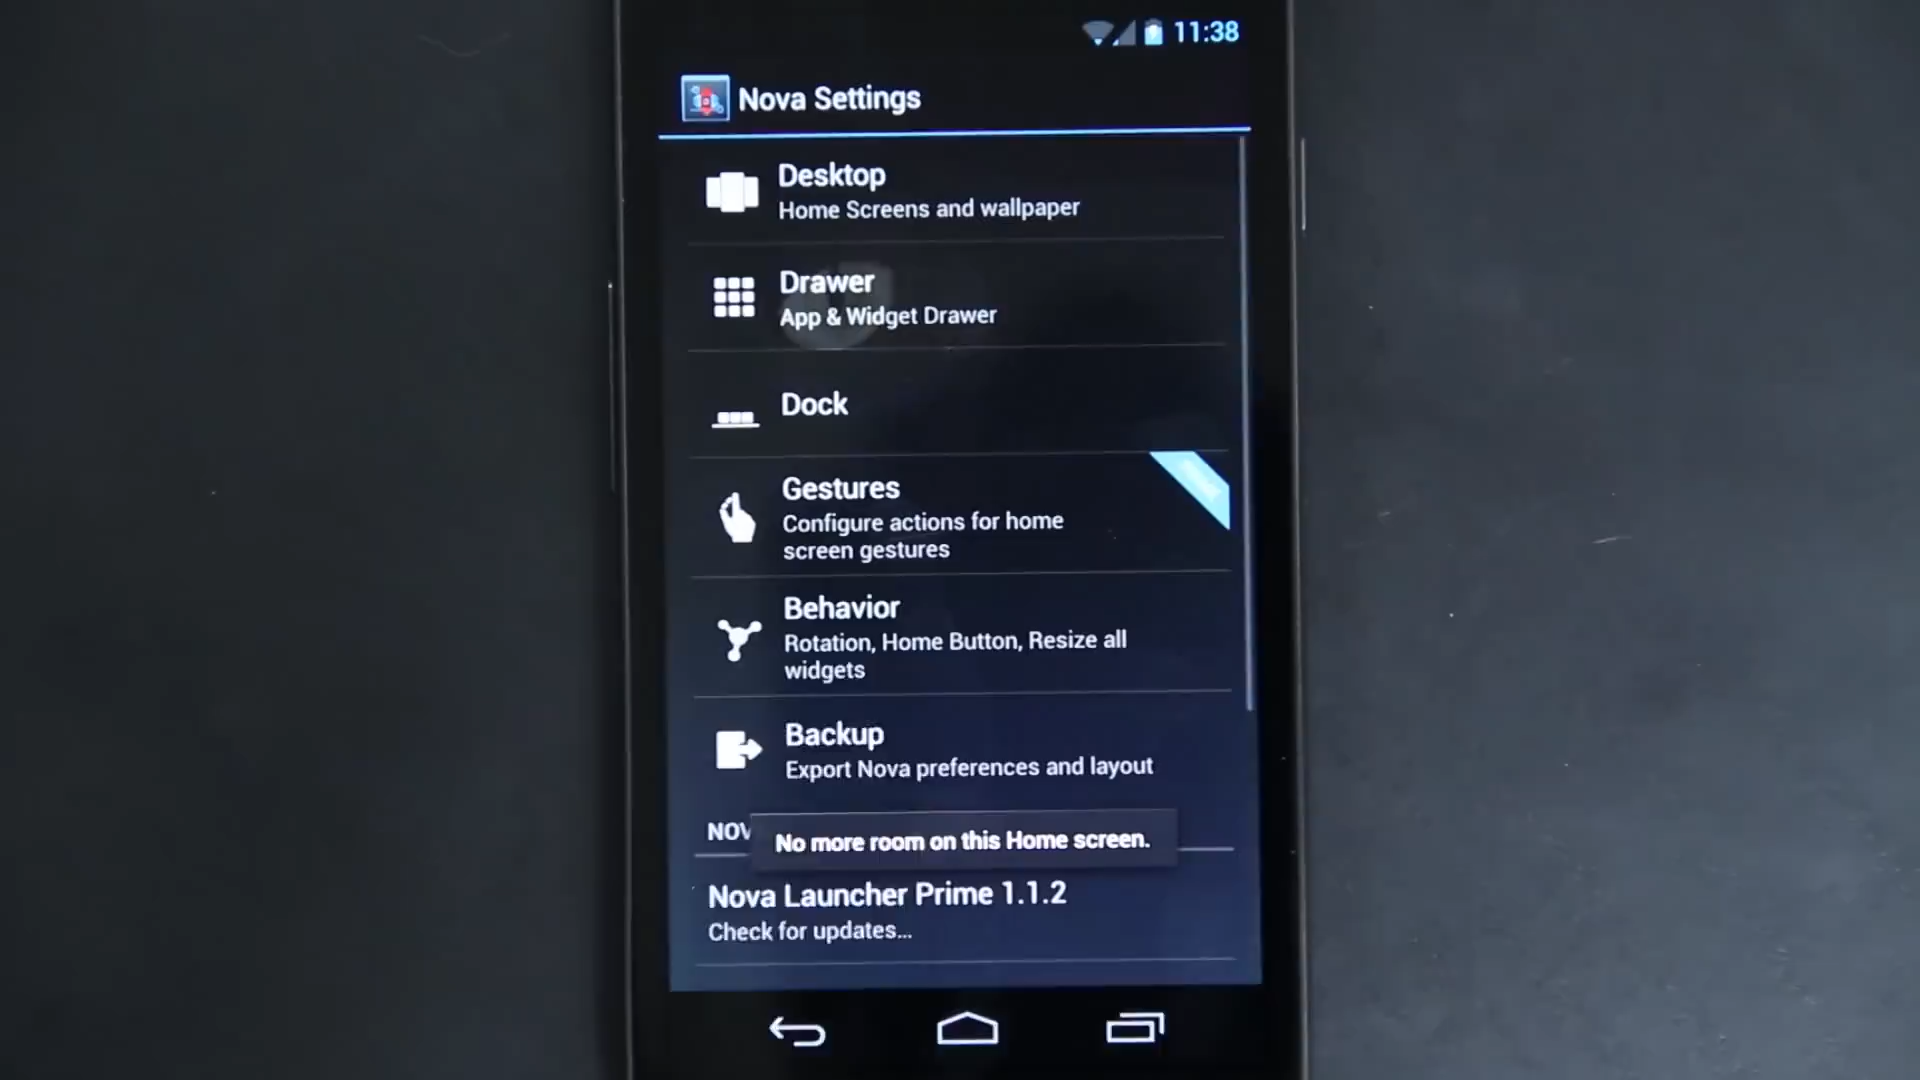 11:38
Nova Settings
Desktop
Home Screens and wallpaper
Drawer
App & Widget Drawer
Dock
Gestures
Configure actions for home
screen gestures
Behavior
Rotation, Home Button, Resize all
widgets
Backup
Export Nova preferences and layout
NOV
No more room on this Home screen.
Nova Launcher Prime 1.1.2
Check for updates...